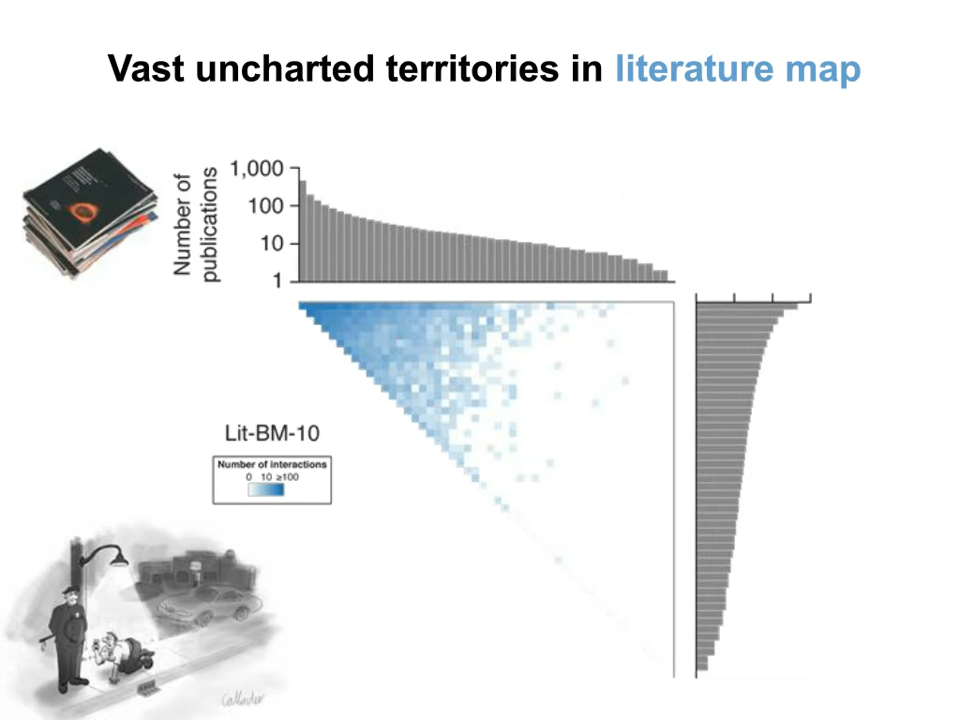 Vast uncharted territories in literature map
Number of
publications
1,000
100
10
1
Lit-BM-10
Number of interactions
0 10 ≥100